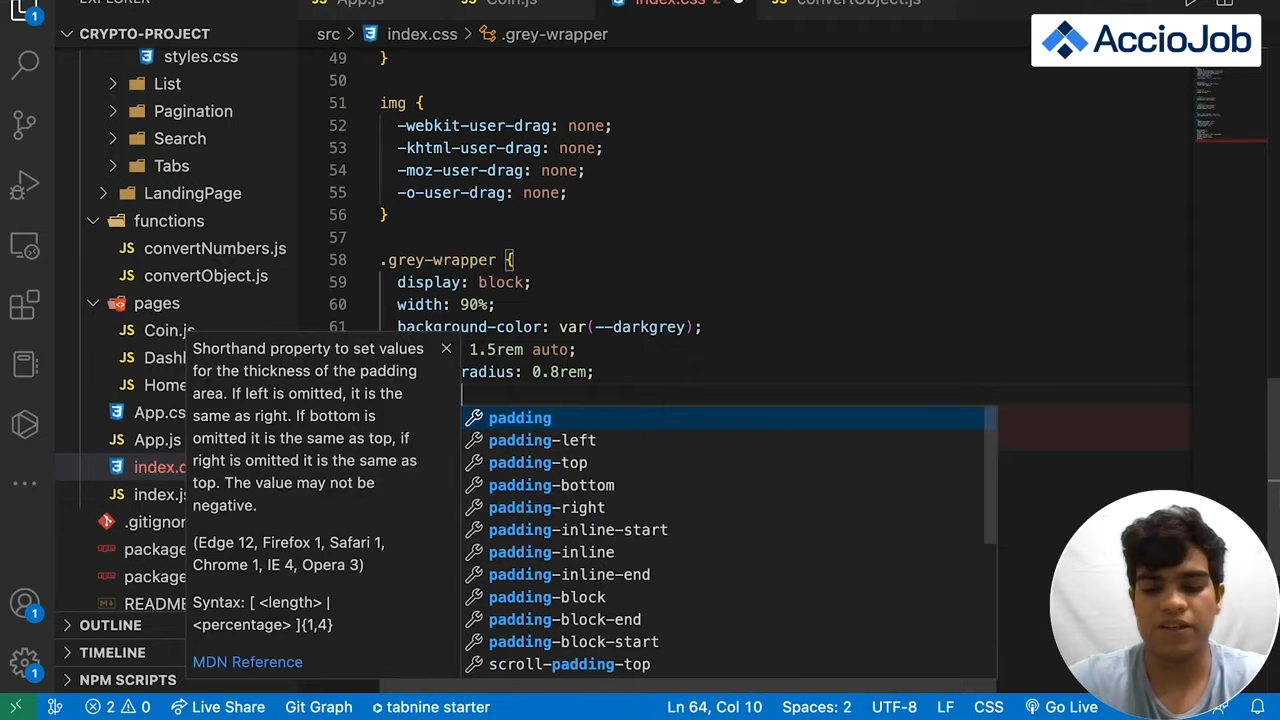 EXPLORER
App.js
Coin.js
index.css 2
convertObject.js
AccioJob
CRYPTO-PROJECT
src > index.css > .grey-wrapper
styles.css
List
Pagination
Search
Tabs
LandingPage
functions
convertNumbers.js
convertObject.js
pages
Coin.js
Dash
Home
App.cs
App.js
index.c
index.js
.gitignor
package
package
README
OUTLINE
TIMELINE
NPM SCRIPTS
49 }
50
51 img {
52 -webkit-user-drag: none;
53 -khtml-user-drag: none;
54 -moz-user-drag: none;
55 -o-user-drag: none;
56 }
57
58 .grey-wrapper {
59 display: block;
60 width: 90%;
61 background-color: var(--darkgrey);
1.5rem auto;
radius: 0.8rem;
Shorthand property to set values
for the thickness of the padding
area. If left is omitted, it is the
same as right. If bottom is
omitted it is the same as top, if
right is omitted it is the same as
top. The value may not be
negative.
(Edge 12, Firefox 1, Safari 1,
Chrome 1, IE 4, Opera 3)
Syntax: [ <length> |
<percentage> ]{1,4}
MDN Reference
padding
padding-left
padding-top
padding-bottom
padding-right
padding-inline-start
padding-inline
padding-inline-end
padding-block
padding-block-end
padding-block-start
scroll-padding-top
1
1
1
2 0 Live Share Git Graph tabnine starter Ln 64, Col 10 Spaces: 2 UTF-8 LF CSS Go Live